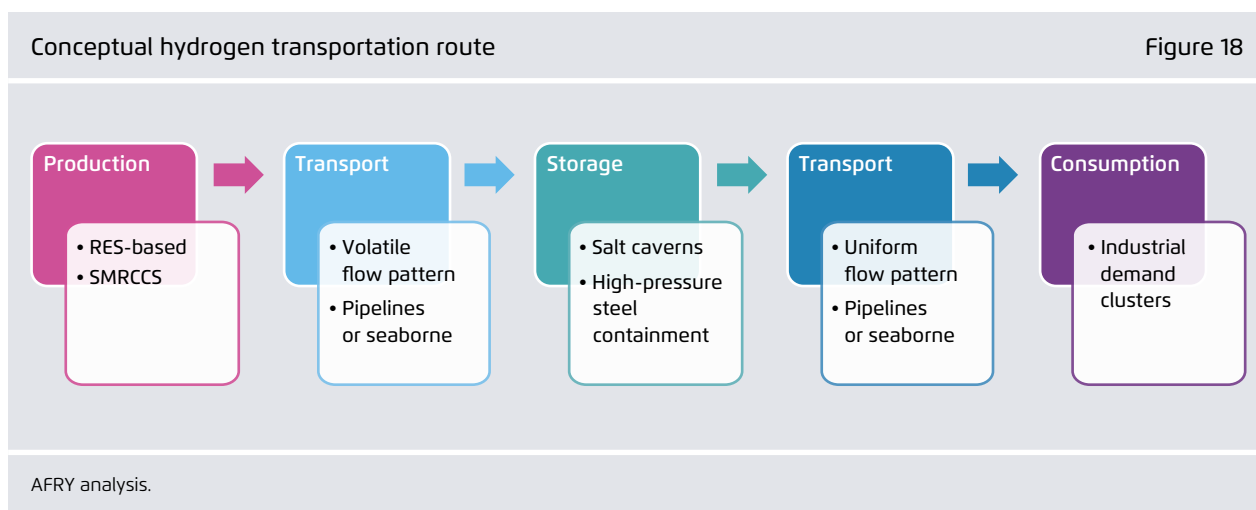 Conceptual hydrogen transportation route
Figure 18
Production
• RES-based
• SMRCCS
Transport
• Volatile
flow pattern
• Pipelines
or seaborne
Storage
• Salt caverns
• High-pressure
steel
containment
Transport
• Uniform
flow pattern
• Pipelines
or seaborne
Consumption
• Industrial
demand
clusters
AFRY analysis.